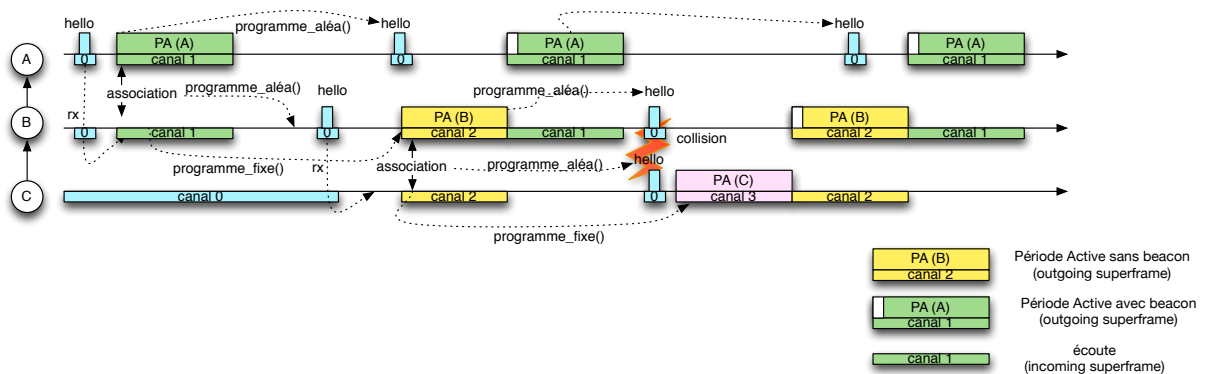 hello
programme_aléa()
hello
hello
PA (A)
PA (A)
PA (A)
A
0
canal 1
0
canal 1
0
canal 1
association
programme_aléa()
hello
programme_aléa()
hello
rx
PA (B)
PA (B)
B
0
canal 1
0
canal 2
canal 1
0
collision
canal 2
canal 1
programme_fixe()
rx
association
programme_aléa()
hello
PA (C)
C
canal 0
canal 2
0
canal 3
canal 2
programme_fixe()
PA (B)
canal 2
Période Active sans beacon
(outgoing superframe)
PA (A)
canal 1
Période Active avec beacon
(outgoing superframe)
canal 1
écoute
(incoming superframe)